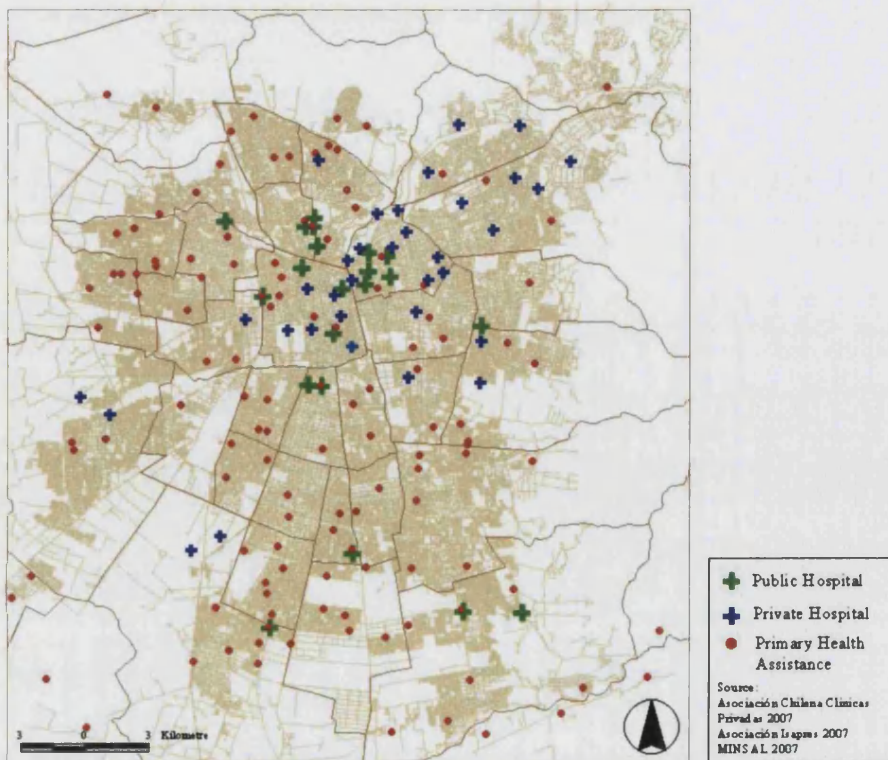 Public Hospital
Private Hospital
Primary Health
Assistance
Source:
Asociación Chilena Clínicas
Privadas 2007
Asociación Isapres 2007
MINSAL 2007
3 0 3 Kilometrs